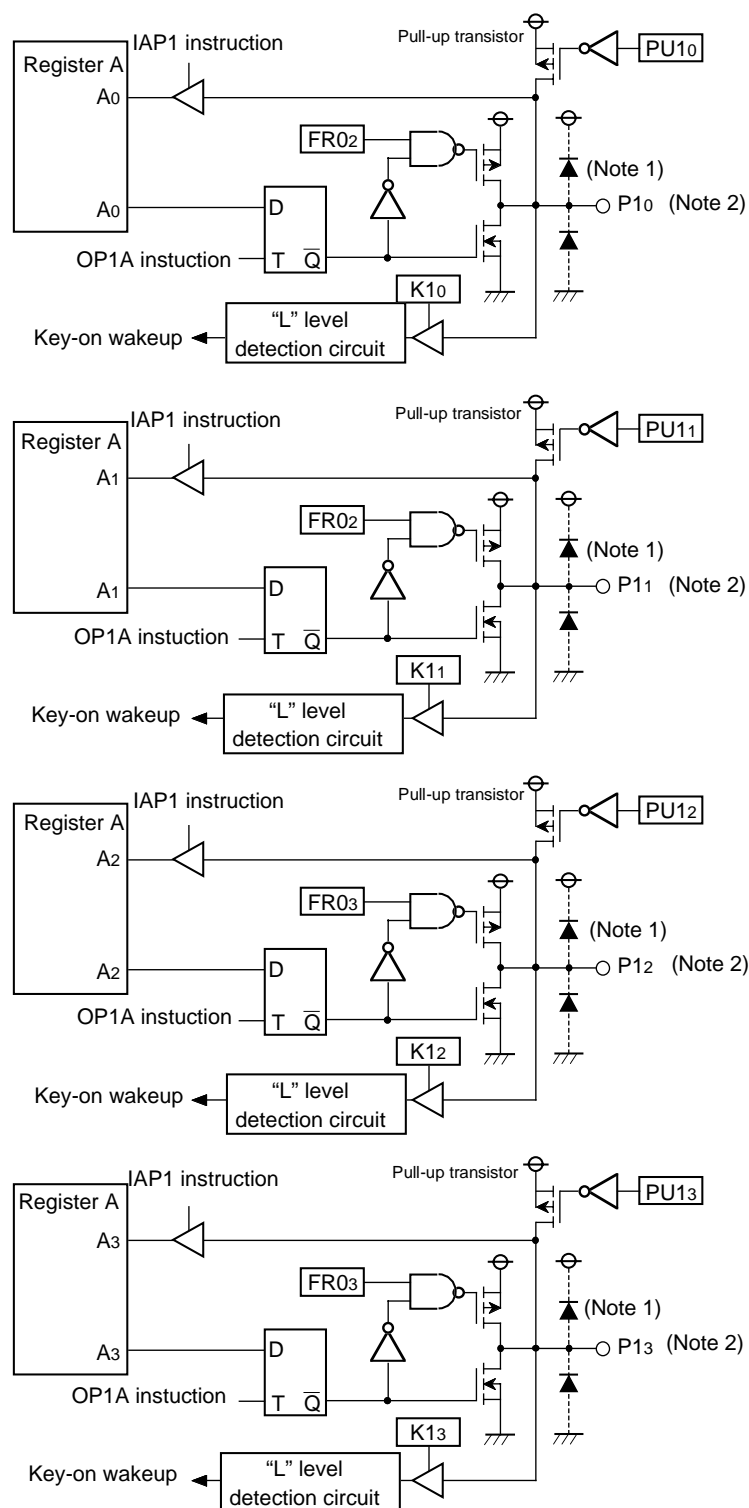 IAP1 instruction
Pull-up transistor
PU10
Register A
A0
FR02
(Note 1)
A0
D
P10 (Note 2)
OP1A instuction
T Q
K10
Key-on wakeup
“L” level
detection circuit
IAP1 instruction
Pull-up transistor
PU11
Register A
A1
FR02
(Note 1)
A1
D
P11 (Note 2)
OP1A instuction
T Q
K11
Key-on wakeup
“L” level
detection circuit
IAP1 instruction
Pull-up transistor
PU12
Register A
A2
FR03
(Note 1)
A2
D
P12 (Note 2)
OP1A instuction
T Q
K12
Key-on wakeup
“L” level
detection circuit
IAP1 instruction
Pull-up transistor
PU13
Register A
A3
FR03
(Note 1)
A3
D
P13 (Note 2)
OP1A instuction
T Q
K13
Key-on wakeup
“L” level
detection circuit